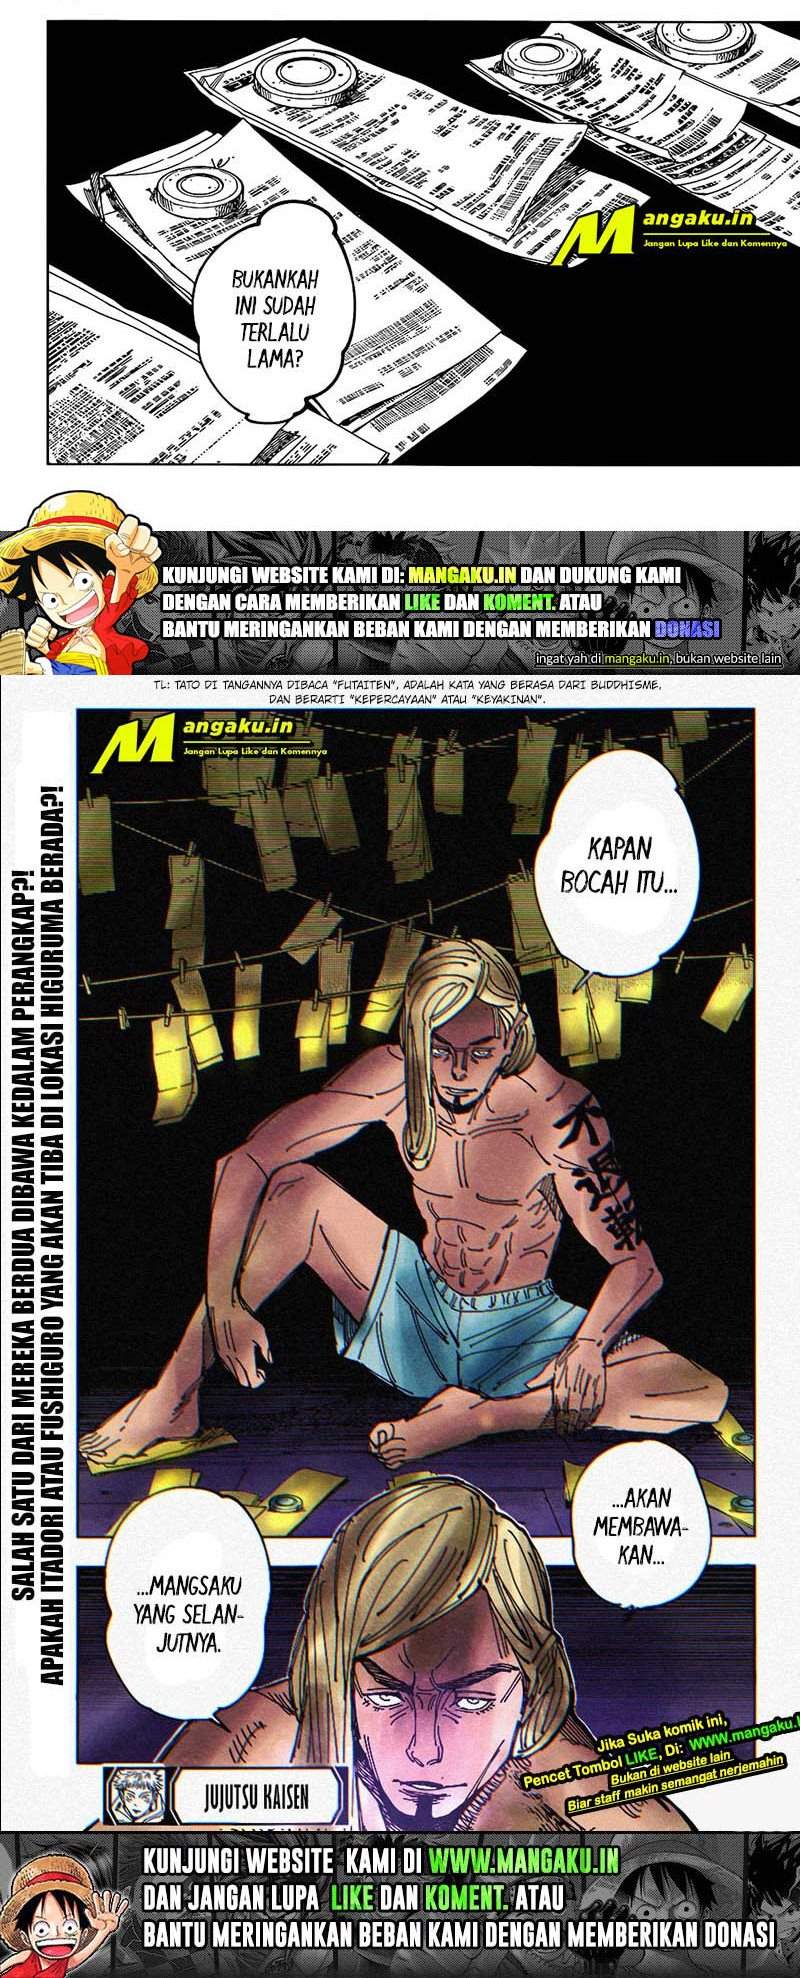 Mangaku.in
Jangan Lupa Like dan Komennya
BUKANKAH
INI SUDAH
TERLALU
LAMA?
KUNJUNGI WEBSITE KAMI DI: MANGAKU.IN DAN DUKUNG KAMI
DENGAN CARA MEMBERIKAN LIKE DAN KOMENT. ATAU
BANTU MERINGANKAN BEBAN KAMI DENGAN MEMBERIKAN DONASI
ingat yah di mangaku.in, bukan website lain
TL: TATO DI TANGANNYA DIBACA "FUTAITEN", ADALAH KATA YANG BERASA DARI BUDDHISME,
DAN BERARTI "KEPERCAYAAN" ATAU "KEYAKINAN".
Mangaku.in
Jangan Lupa Like dan Komennya
SALAH SATU DARI MEREKA BERDUA DIBAWA KEDALAM PERANGKAP?!
APAKAH ITADORI ATAU FUSHIGURO YANG AKAN TIBA DI LOKASI HIGURUMA BERADA?!
KAPAN
BOCAH ITU...
不退転
...AKAN
MEMBAWA-
KAN...
...MANGSAKU
YANG SELAN-
JUTNYA.
Jika Suka komik ini,
Pencet Tombol LIKE, Di: www.mangaku.
Bukan di website lain
Biar staff makin semangat nerjemahin
JUJUTSU KAISEN
KUNJUNGI WEBSITE KAMI DI WWW.MANGAKU.IN
DAN JANGAN LUPA LIKE DAN KOMENT. ATAU
BANTU MERINGANKAN BEBAN KAMI DENGAN MEMBERIKAN DONASI